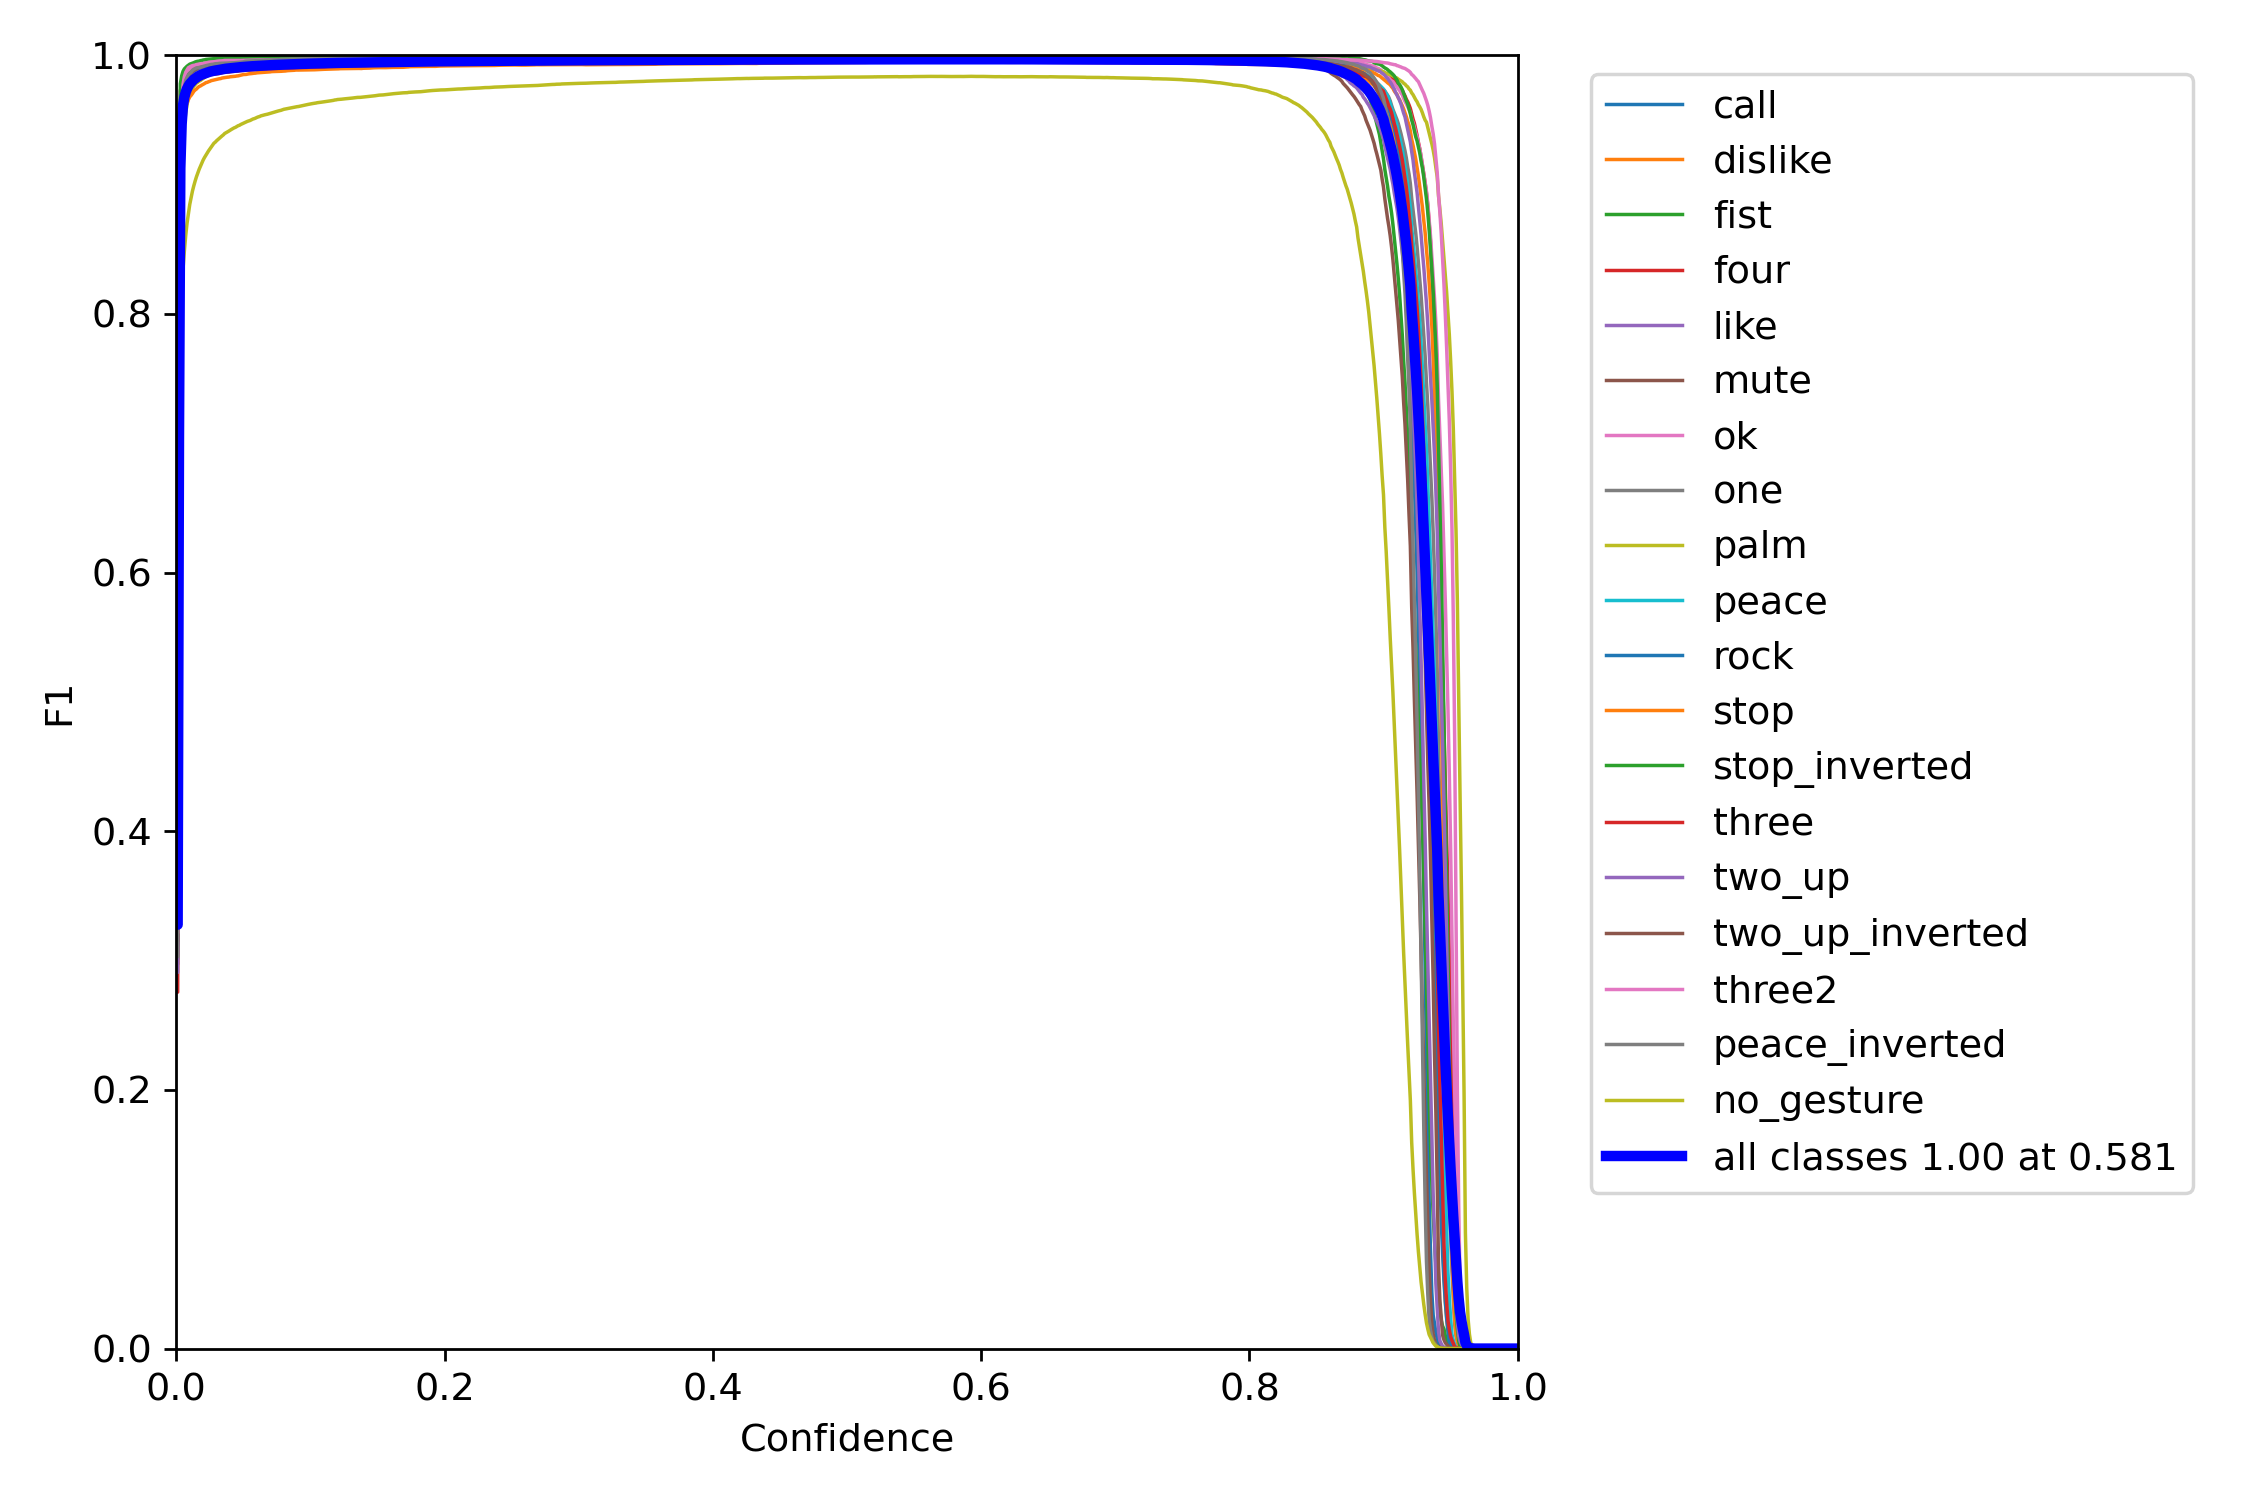 1.0
0.8
0.6
0.4
0.2
0.0
F1
0.0 0.2 0.4 0.6 0.8 1.0
Confidence
call
dislike
fist
four
like
mute
ok
one
palm
peace
rock
stop
stop_inverted
three
two_up
two_up_inverted
three2
peace_inverted
no_gesture
all classes 1.00 at 0.581